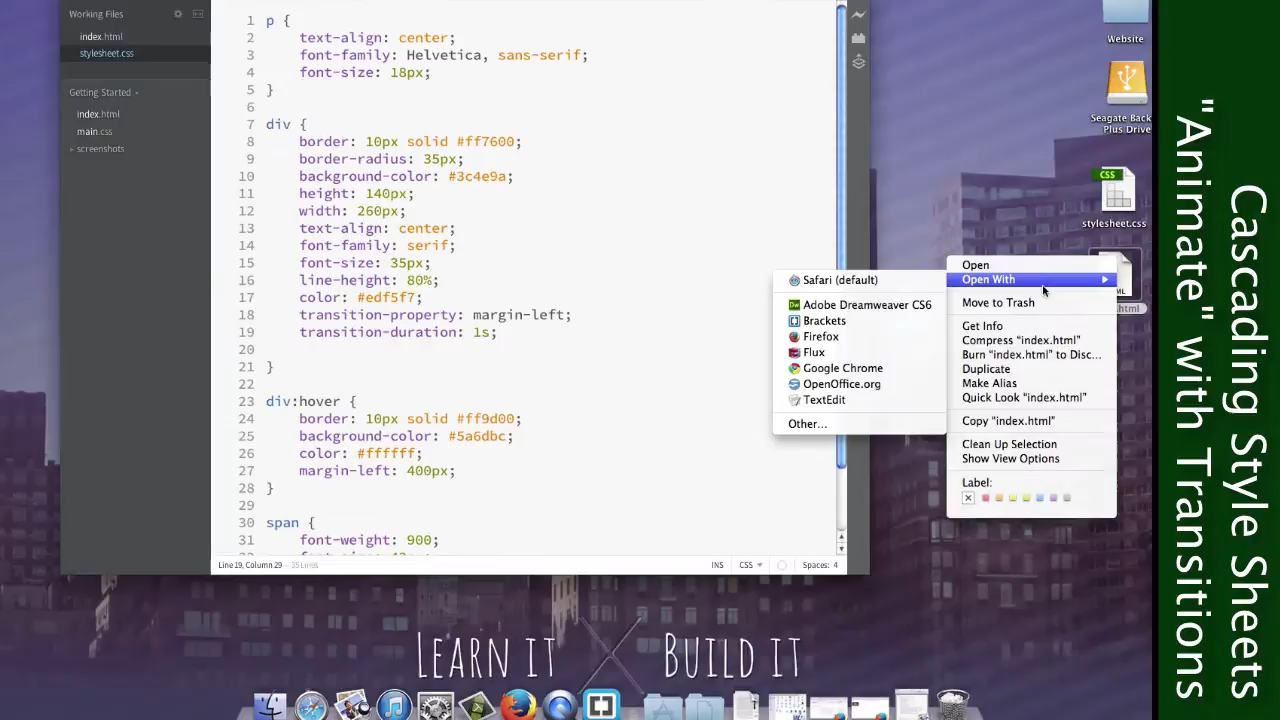 Working Files
index.html
stylesheet.css
Getting Started
index.html
main.css
screenshots
1 p {
2 text-align: center;
3 font-family: Helvetica, sans-serif;
4 font-size: 18px;
5 }
6
7 div {
8 border: 10px solid #ff7600;
9 border-radius: 35px;
10 background-color: #3c4e9a;
11 height: 140px;
12 width: 260px;
13 text-align: center;
14 font-family: serif;
15 font-size: 35px;
16 line-height: 80%;
17 color: #edf5f7;
18 transition-property: margin-left;
19 transition-duration: 1s;
20
21 }
22
23 div:hover {
24 border: 10px solid #ff9d00;
25 background-color: #5a6dbc;
26 color: #ffffff;
27 margin-left: 400px;
28 }
29
30 span {
31 font-weight: 900;
Line 19, Column 29 — 35 Lines
INS
CSS
Spaces: 4
Safari (default)
Adobe Dreamweaver CS6
Brackets
Firefox
Flux
Google Chrome
OpenOffice.org
TextEdit
Other...
Open
Open With
Move to Trash
Get Info
Compress “index.html”
Burn “index.html” to Disc...
Duplicate
Make Alias
Quick Look “index.html”
Copy “index.html”
Clean Up Selection
Show View Options
Label:
Website
Seagate Back
Plus Drive
CSS
stylesheet.css
.html
LEARN IT BUILD IT
Cascading Style Sheets
"Animate" with Transitions